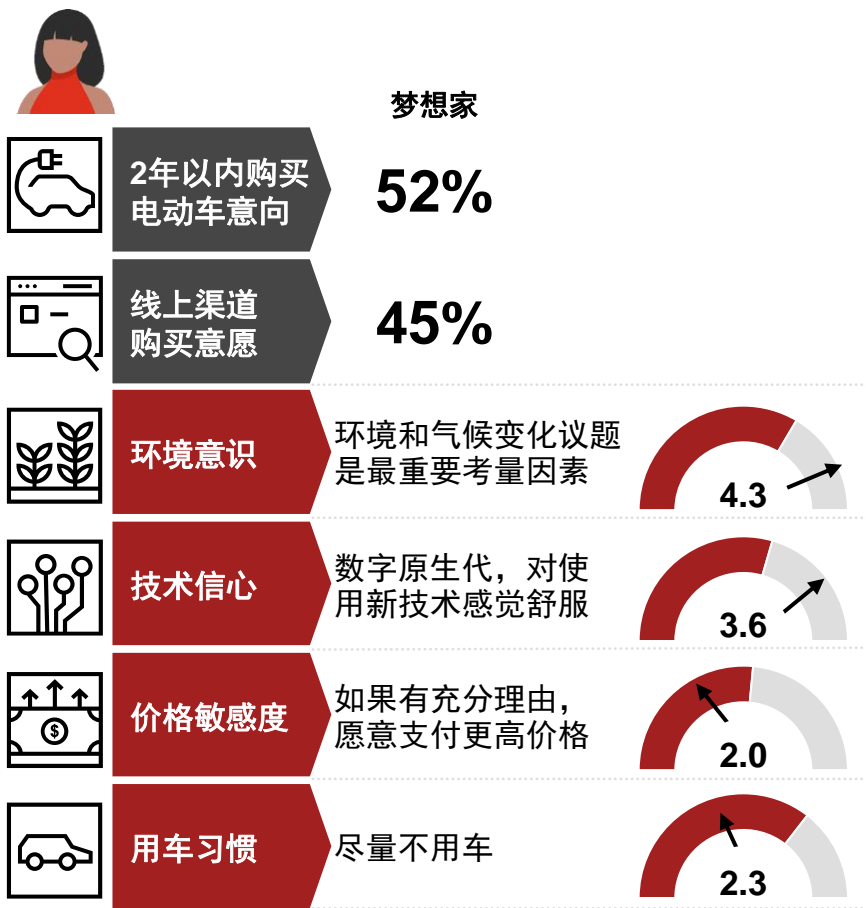 梦想家
2年以内购买
电动车意向
52%
线上渠道
购买意愿
45%
环境意识
环境和气候变化议题
是最重要考量因素
4.3
技术信心
数字原生代，对使
用新技术感觉舒服
3.6
价格敏感度
如果有充分理由，
愿意支付更高价格
2.0
$
用车习惯
尽量不用车
2.3